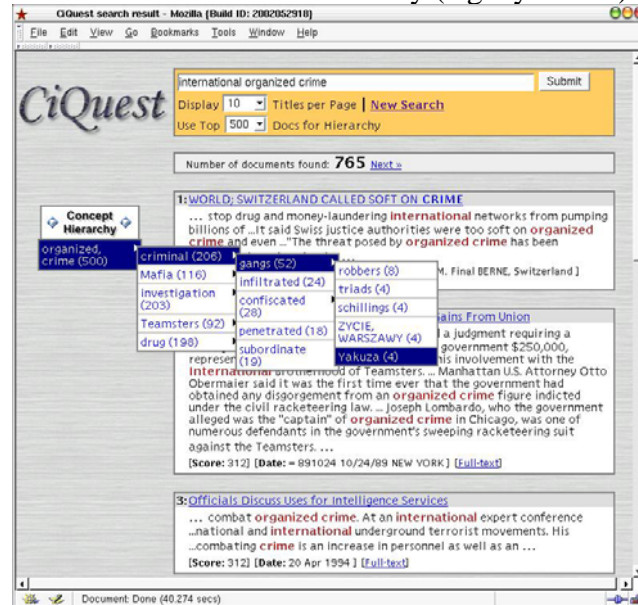 CiQuest search result - Mozilla {Build ID: 2002052918}
File Edit View Go Bookmarks Tools Window Help
CiQuest
international organized crime
Submit
Display 10 Titles per Page | New Search
Use Top 500 Docs for Hierarchy
Number of documents found: 765 Next »
1: WORLD; SWITZERLAND CALLED SOFT ON CRIME
... stop drug and money-laundering international networks from pumping
billions of ...It said Swiss justice authorities were too soft on organized
crime and even ..."The threat posed by organized crime has been
M. Final BERNE, Switzerland ]
Concept
Hierarchy
organized,
crime (500)
criminal (206)
Mafia (116)
investigation
(203)
Teamsters (92)
drug (198)
gangs (52)
infiltrated (24)
confiscated
(28)
penetrated (18)
subordinate
(19)
robbers (8)
triads (4)
schillings (4)
ZYCIE,
WARSZAWY (4)
Yakuza (4)
Gains From Union
l a judgment requiring a
government $250,000,
represen
his involvement with the
International Brotherhood of Teamsters. ... Manhattan U.S. Attorney Otto
Obermaier said it was the first time ever that the government had
obtained any disgorgement from an organized crime figure indicted
under the civil racketeering law. ... Joseph Lombardo, who the government
alleged was the "captain" of organized crime in Chicago, was one of
numerous defendants in the government's sweeping racketeering suit
against the Teamsters. ...
[Score: 312] [Date: = 891024 10/24/89 NEW YORK ] [Full-text]
3: Officials Discuss Uses for Intelligence Services
... combat organized crime. At an international expert conference
...national and international underground terrorist movements. His
...combating crime is an increase in personnel as well as an ...
[Score: 312] [Date: 20 Apr 1994 ] [Full-text]
Document: Done (40.274 secs)